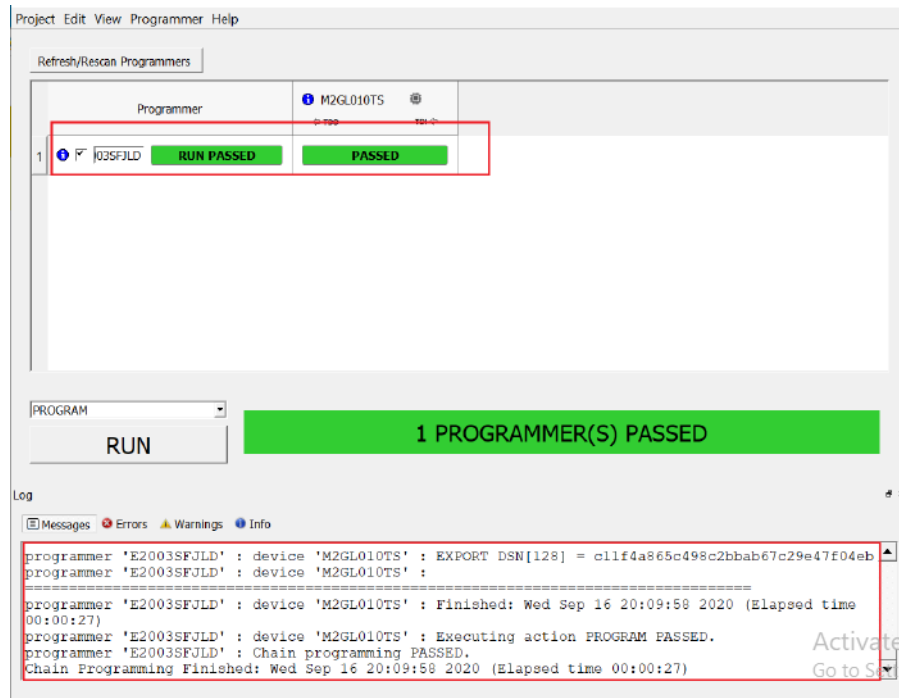 Project Edit View Programmer Help
Refresh/Rescan Programmers
Programmer
M2GL010TS
TDO
TDI
1
03SFJLD
RUN PASSED
PASSED
PROGRAM
RUN
1 PROGRAMMER(S) PASSED
Log
Messages Errors Warnings Info
programmer 'E2003SFJLD' : device 'M2GL010TS' : EXPORT DSN[128] = c11f4a865c498c2bbab67c29e47f04eb
programmer 'E2003SFJLD' : device 'M2GL010TS' :
=====================================================================================
programmer 'E2003SFJLD' : device 'M2GL010TS' : Finished: Wed Sep 16 20:09:58 2020 (Elapsed time
00:00:27)
programmer 'E2003SFJLD' : device 'M2GL010TS' : Executing action PROGRAM PASSED.
programmer 'E2003SFJLD' : Chain programming PASSED.
Chain Programming Finished: Wed Sep 16 20:09:58 2020 (Elapsed time 00:00:27)
Activate
Go to Se